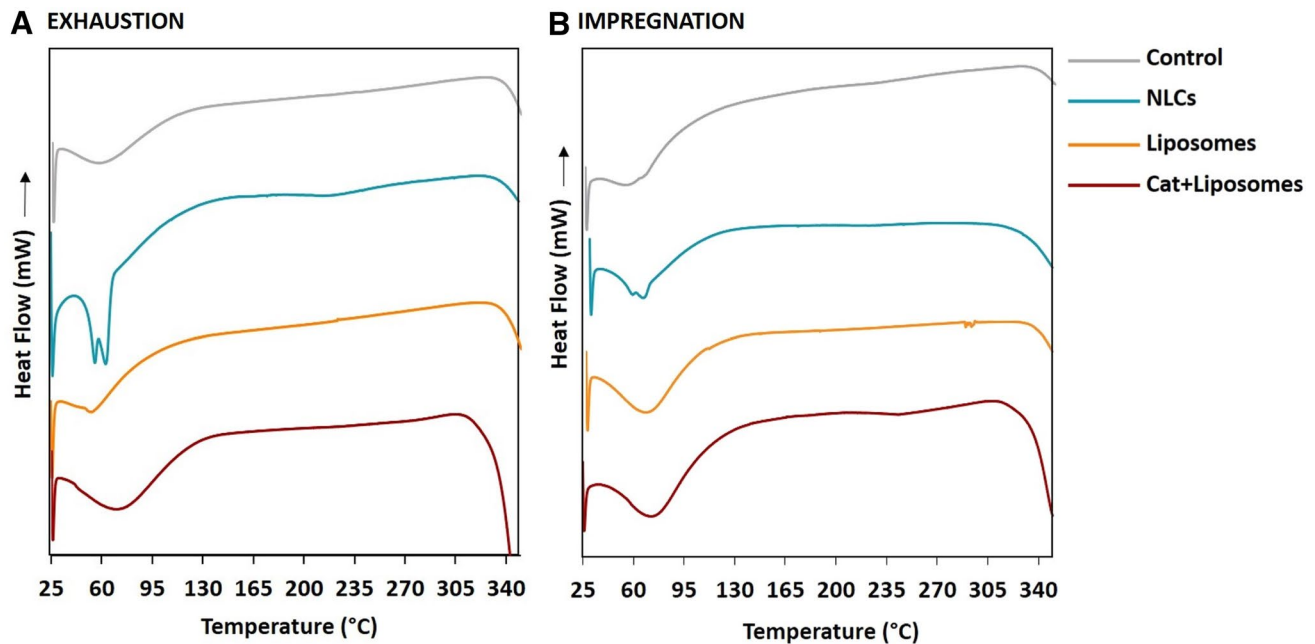 A EXHAUSTION
B IMPREGNATION
Control
NLCs
Liposomes
Cat+Liposomes
Heat Flow (mW)
Heat Flow (mW)
25 60 95 130 165 200 235 270 305 340
25 60 95 130 165 200 235 270 305 340
Temperature (°C)
Temperature (°C)